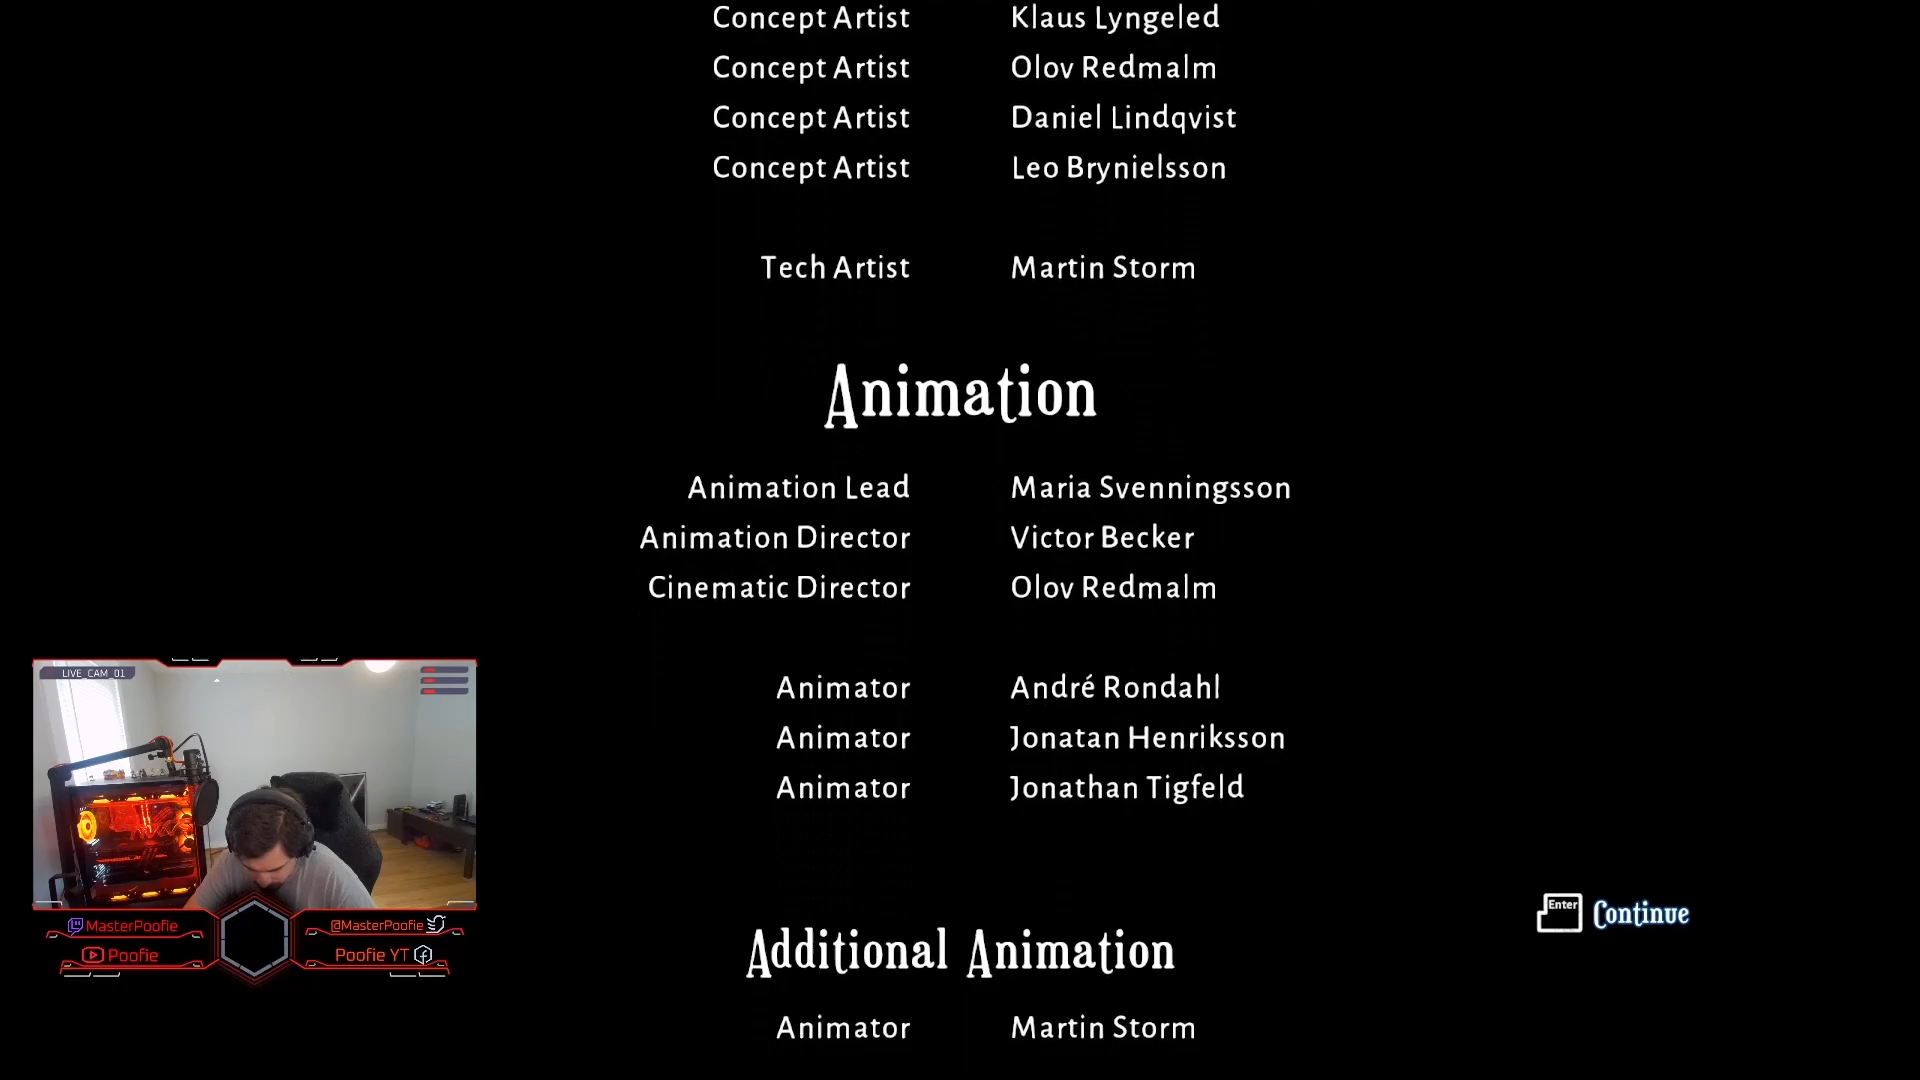 Concept Artist Klaus Lyngeled
Concept Artist Olov Redmalm
Concept Artist Daniel Lindqvist
Concept Artist Leo Brynielsson
Tech Artist Martin Storm
Animation
Animation Lead Maria Svenningsson
Animation Director Victor Becker
Cinematic Director Olov Redmalm
Animator André Rondahl
Animator Jonatan Henriksson
Animator Jonathan Tigfeld
Additional Animation
Animator Martin Storm
LIVE_CAM_01
MasterPoofie @MasterPoofie
Poofie Poofie YT
Enter Continue